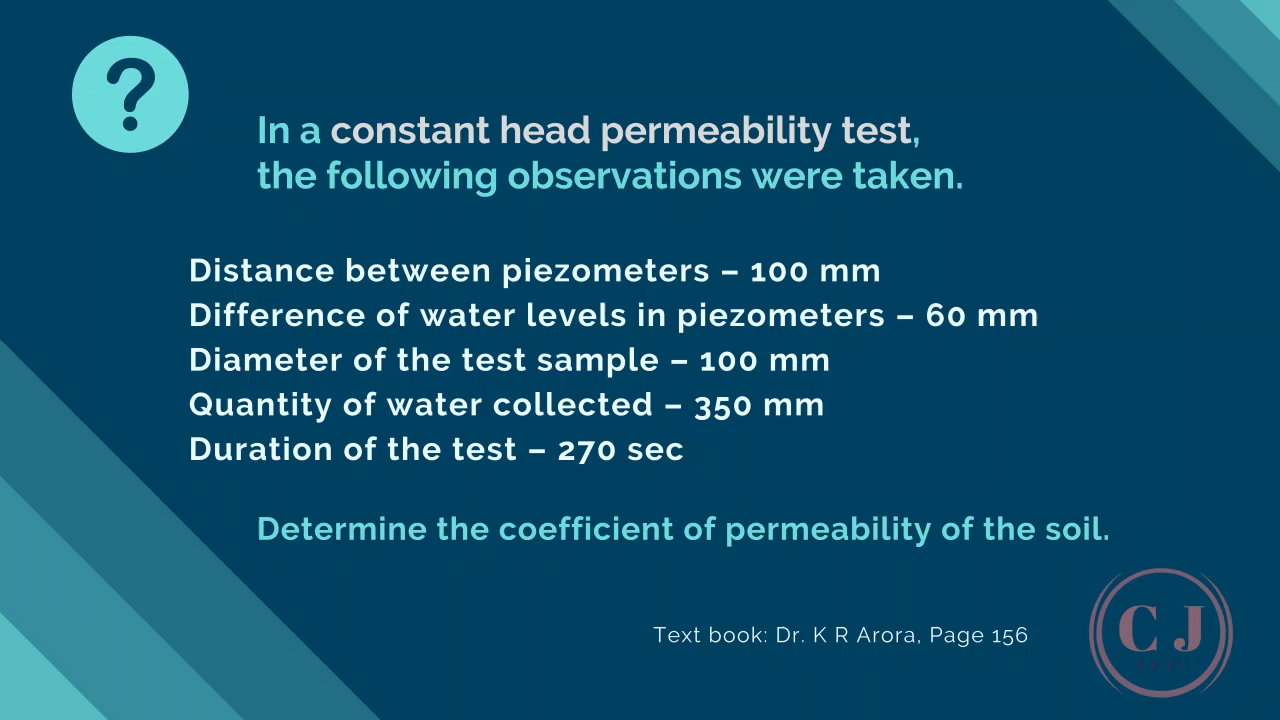 ?
In a constant head permeability test,
the following observations were taken.
Distance between piezometers – 100 mm
Difference of water levels in piezometers – 60 mm
Diameter of the test sample – 100 mm
Quantity of water collected – 350 mm
Duration of the test – 270 sec
Determine the coefficient of permeability of the soil.
Text book: Dr. K R Arora, Page 156
C J